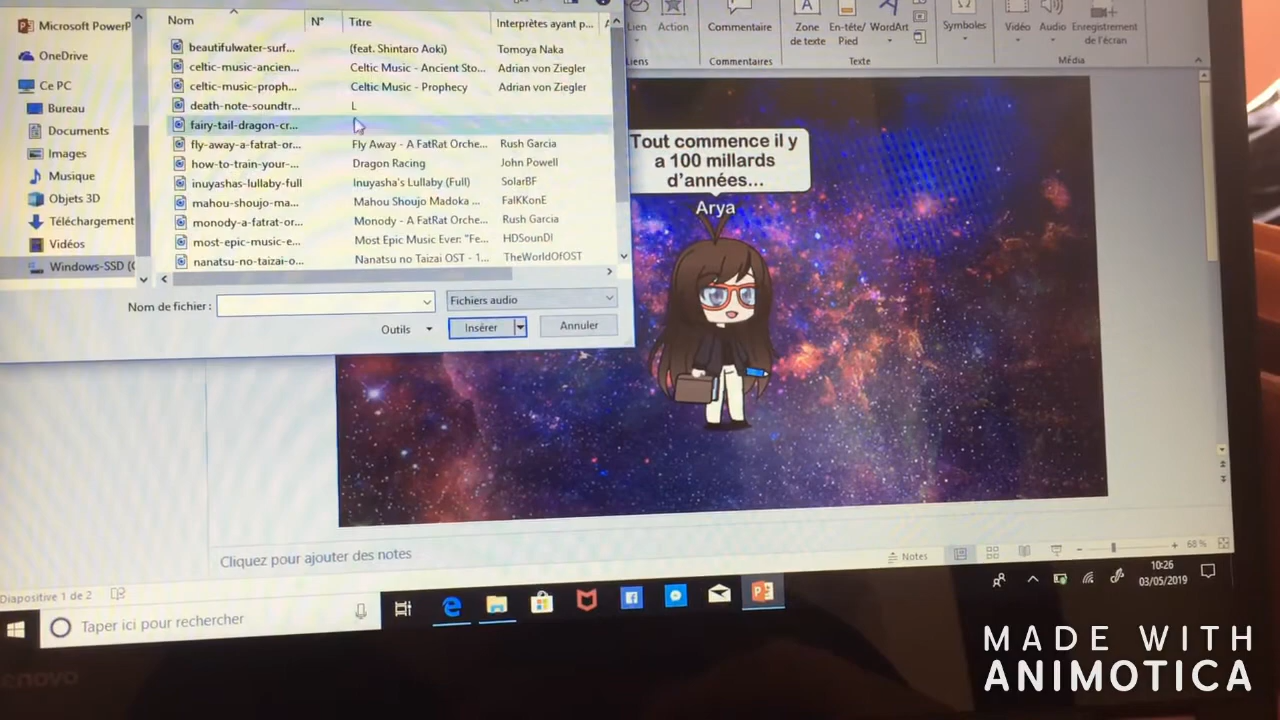 Microsoft PowerP
OneDrive
Ce PC
Bureau
Documents
Images
Musique
Objets 3D
Téléchargement
Vidéos
Windows-SSD (C
Nom N° Titre Interprètes ayant p...
beautifulwater-surf... (feat. Shintaro Aoki) Tomoya Naka
celtic-music-ancien... Celtic Music - Ancient Sto... Adrian von Ziegler
celtic-music-proph... Celtic Music - Prophecy Adrian von Ziegler
death-note-soundtr... L
fairy-tail-dragon-cr...
fly-away-a-fatrat-or... Fly Away - A FatRat Orche... Rush Garcia
how-to-train-your-... Dragon Racing John Powell
inuyashas-lullaby-full Inuyasha's Lullaby (Full) SolarBF
mahou-shoujo-ma... Mahou Shoujo Madoka ... FalKKonE
monody-a-fatrat-or... Monody - A FatRat Orche... Rush Garcia
most-epic-music-e... Most Epic Music Ever: "Fe... HDSounDI
nanatsu-no-taizai-o... Nanatsu no Taizai OST - 1... TheWorldOfOST
Nom de fichier : Fichiers audio
Outils Insérer Annuler
Lien Action Commentaire Zone de texte En-tête/ Pied WordArt Symboles Vidéo Audio Enregistrement de l'écran
Liens Commentaires Texte Média
Tout commence il y
a 100 millards
d'années...
Arya
Cliquez pour ajouter des notes
Notes 68 %
Diapositive 1 de 2
Taper ici pour rechercher
10:26
03/05/2019
enovo
MADE WITH
ANIMOTICA